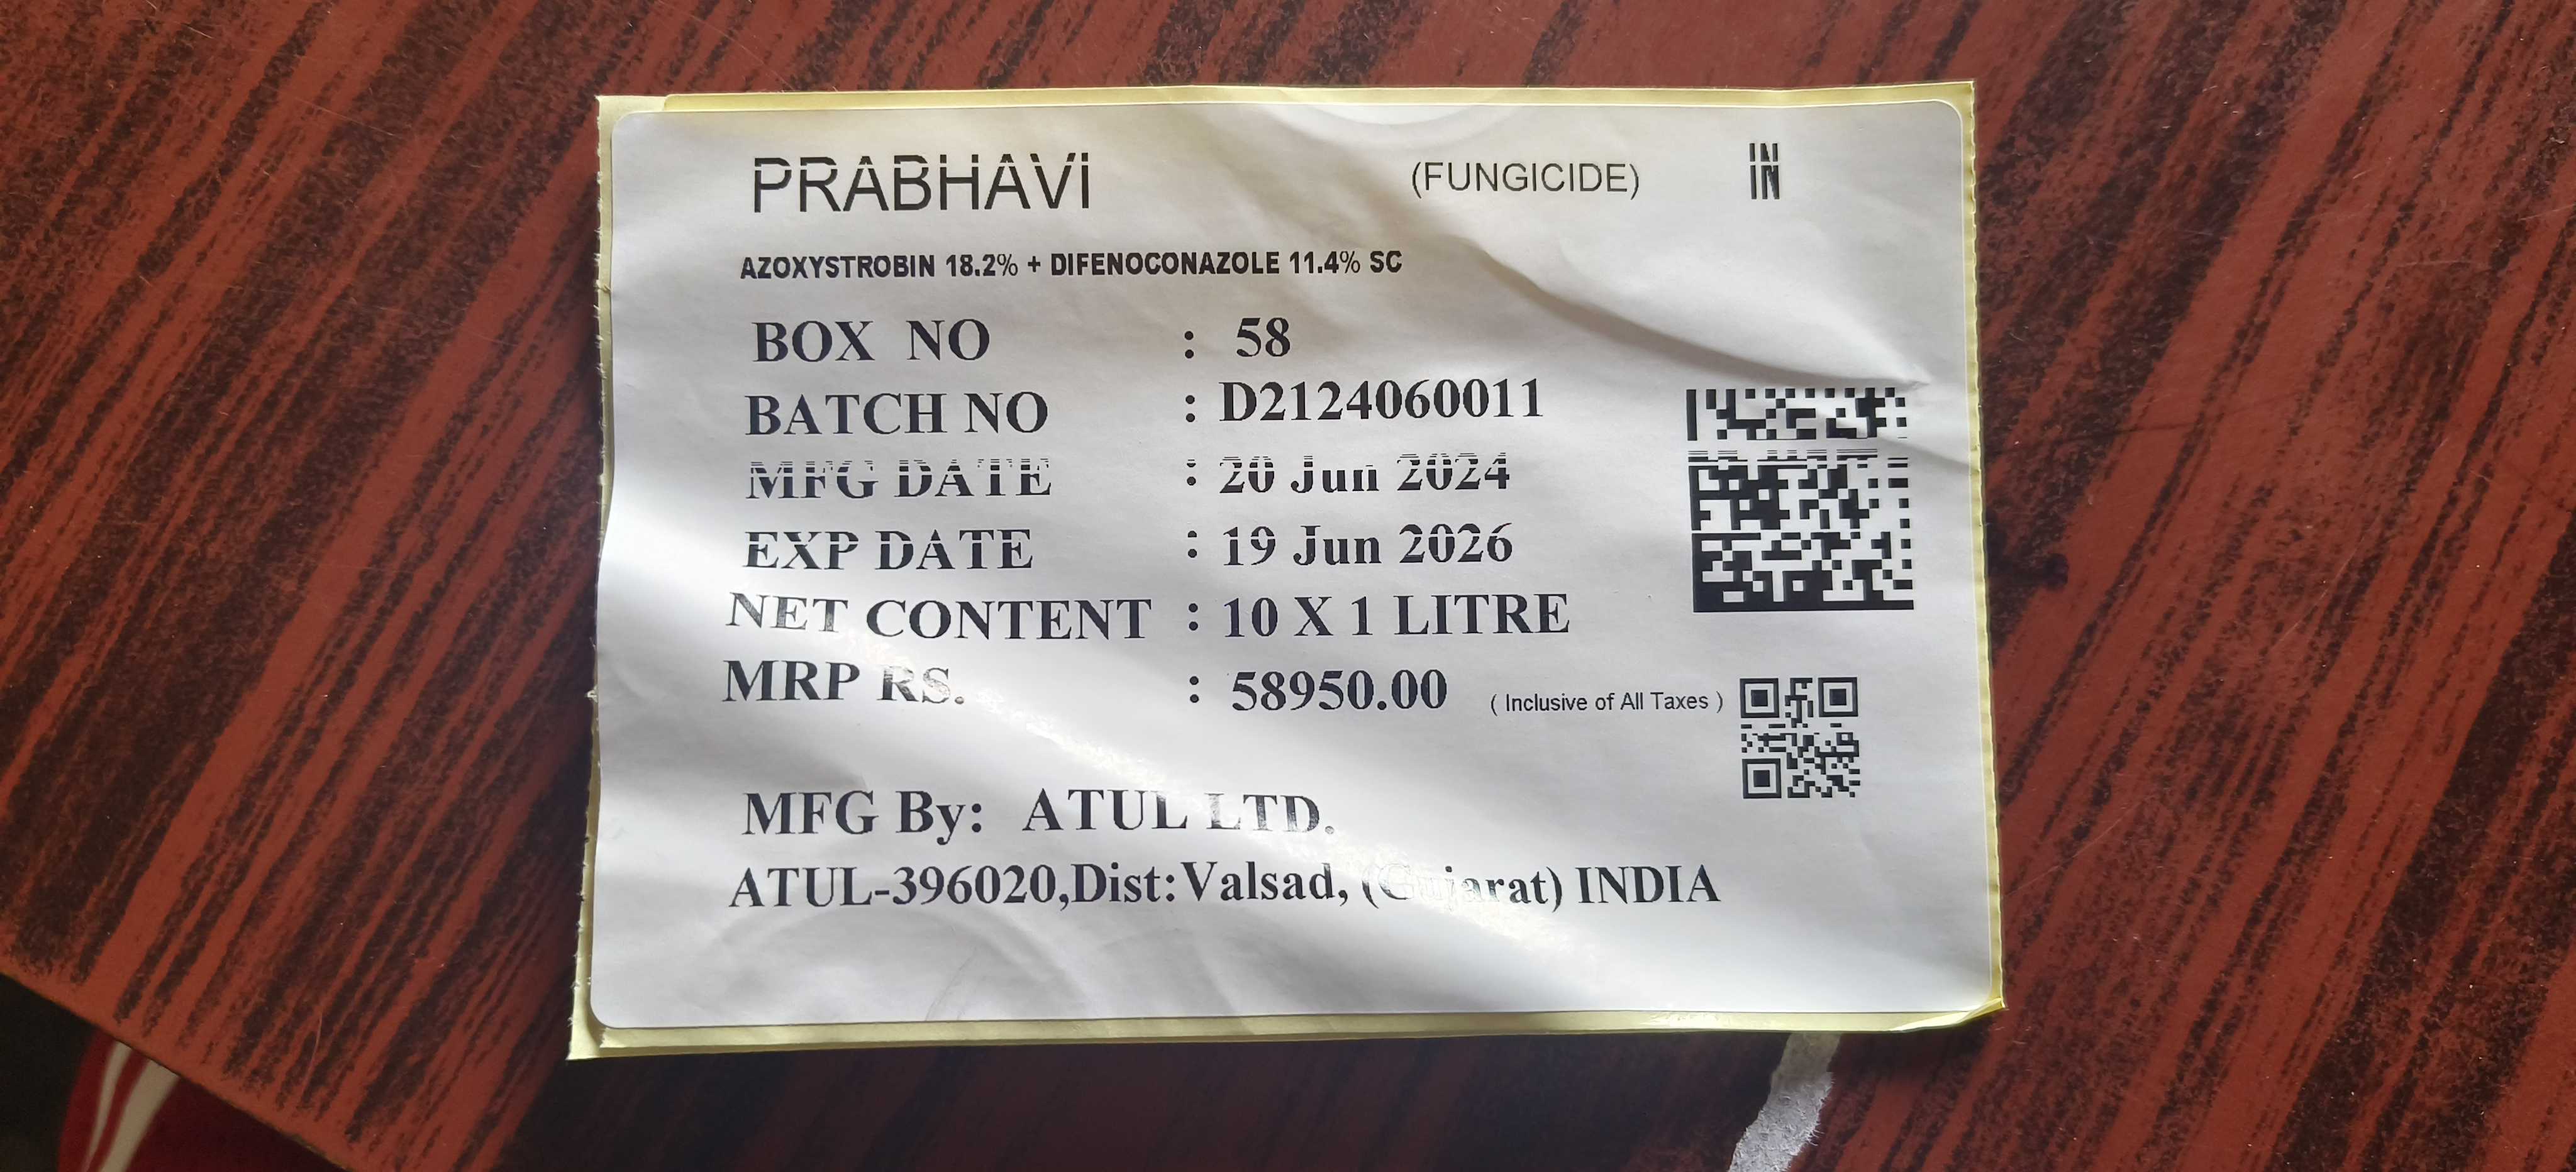 PRABHAVI (FUNGICIDE) IN
AZOXYSTROBIN 18.2% + DIFENOCONAZOLE 11.4% SC
BOX NO : 58
BATCH NO : D2124060011
MFG DATE : 20 Jun 2024
EXP DATE : 19 Jun 2026
NET CONTENT : 10 X 1 LITRE
MRP RS. : 58950.00 ( Inclusive of All Taxes )
MFG By: ATUL LTD.
ATUL-396020,Dist:Valsad, (Gujarat) INDIA